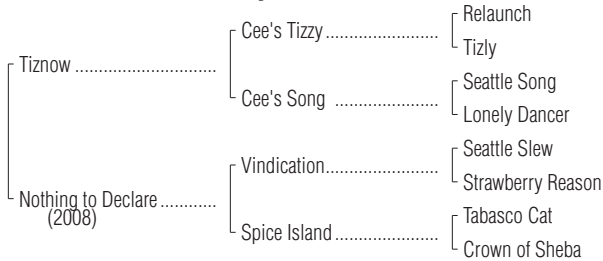 Relaunch
Cee's Tizzy
Tizly
Tiznow
Seattle Song
Cee's Song
Lonely Dancer
Seattle Slew
Vindication
Strawberry Reason
Nothing to Declare
(2008)
Tabasco Cat
Spice Island
Crown of Sheba